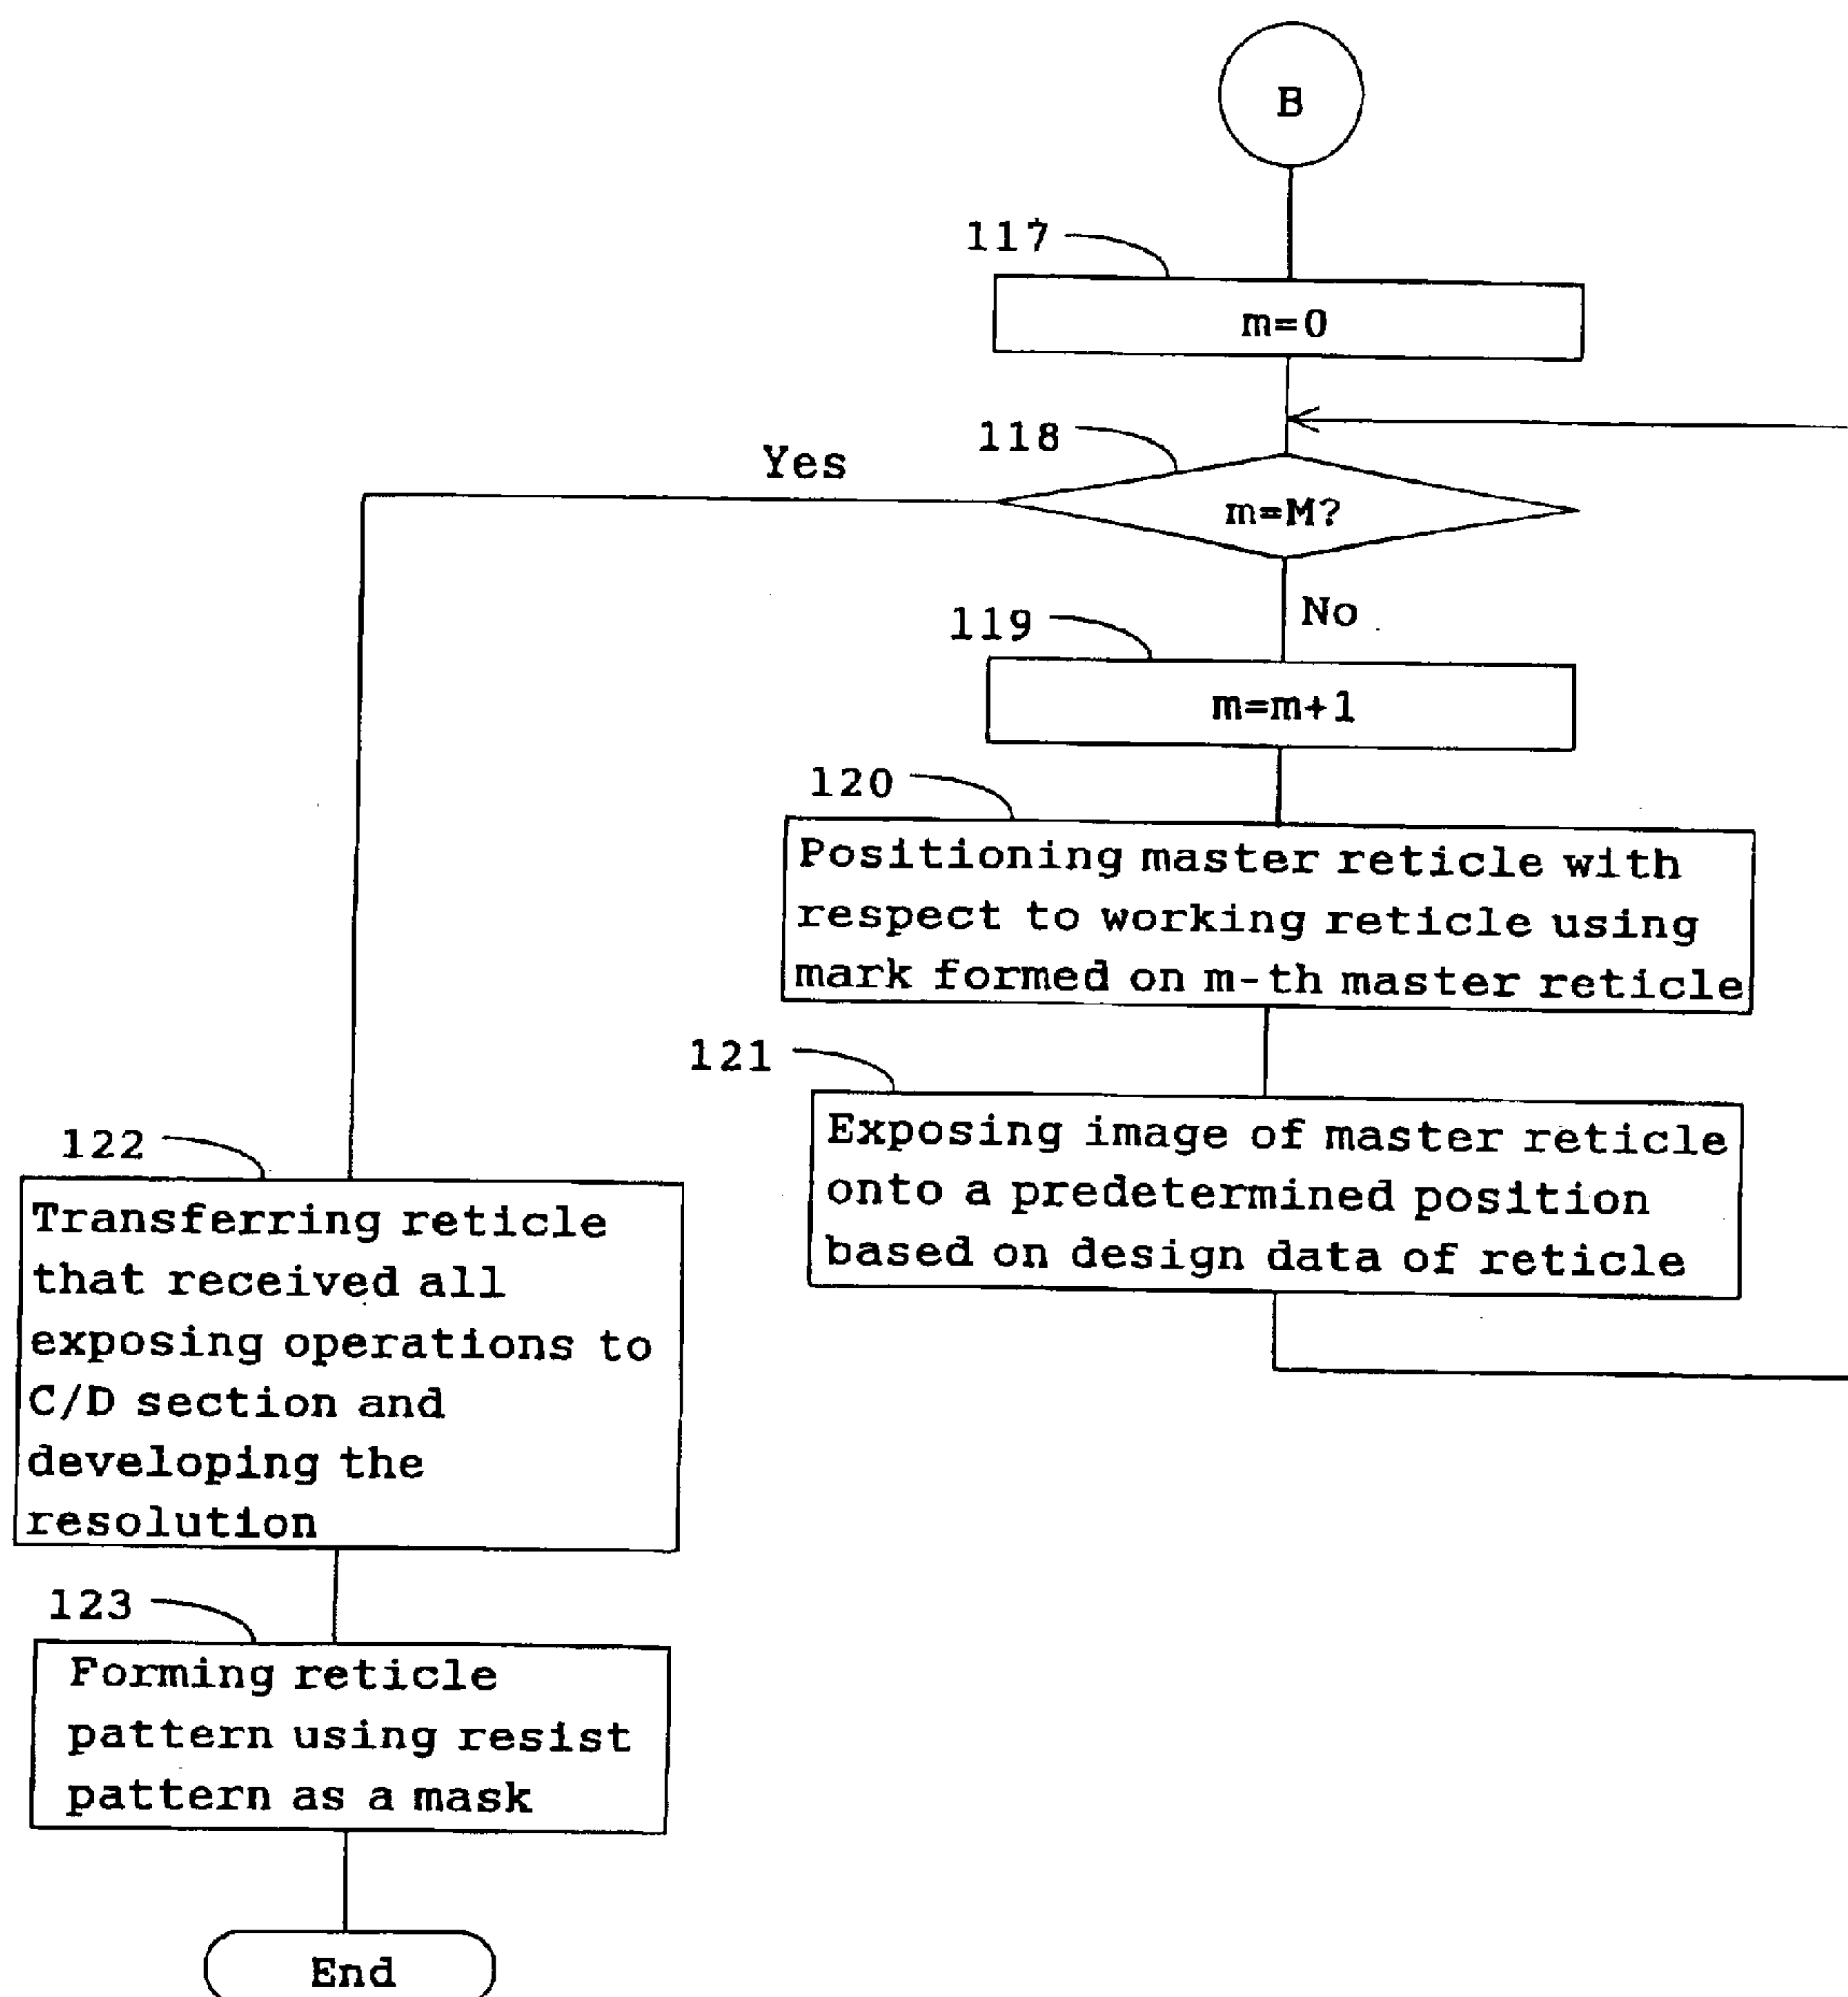 B
117
m=0
118
Yes
m=M?
No
119
m=m+1
120
Positioning master reticle with
respect to working reticle using
mark formed on m-th master reticle
121
Exposing image of master reticle
onto a predetermined position
based on design data of reticle
122
Transferring reticle
that received all
exposing operations to
C/D section and
developing the
resolution
123
Forming reticle
pattern using resist
pattern as a mask
End